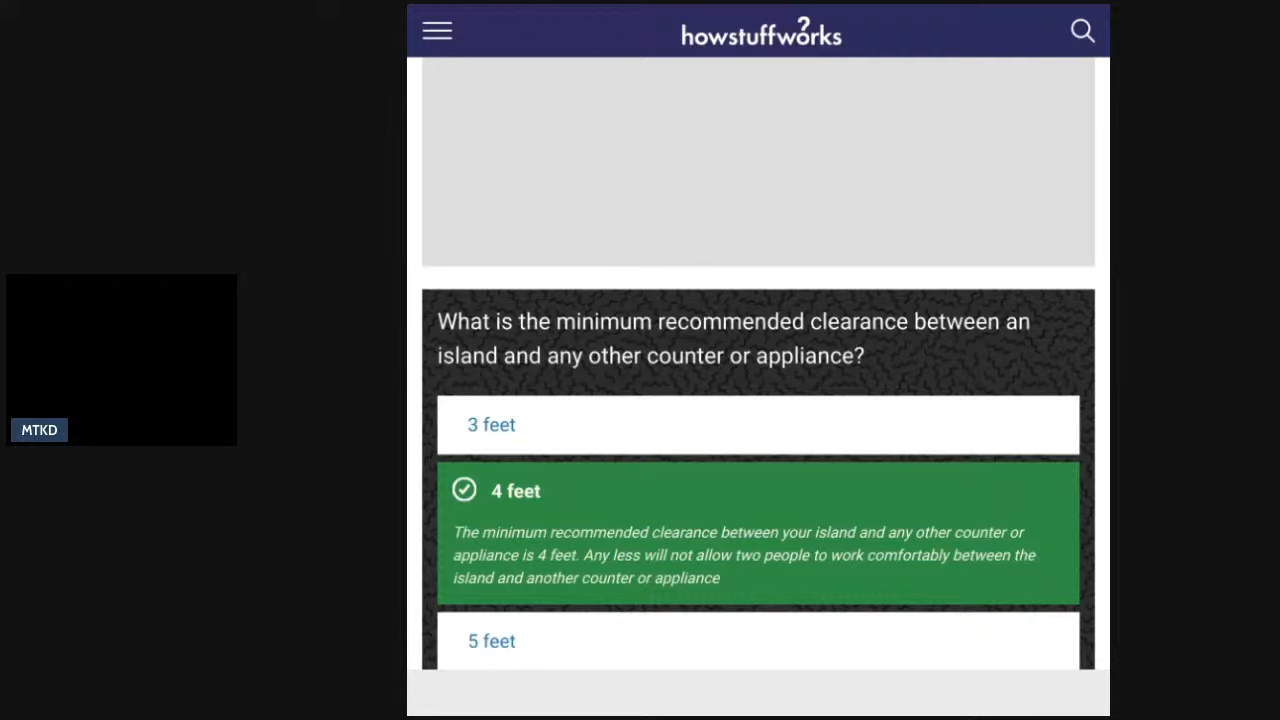 howstuffworks
What is the minimum recommended clearance between an
island and any other counter or appliance?
3 feet
4 feet
The minimum recommended clearance between your island and any other counter or
appliance is 4 feet. Any less will not allow two people to work comfortably between the
island and another counter or appliance
5 feet
MTKD